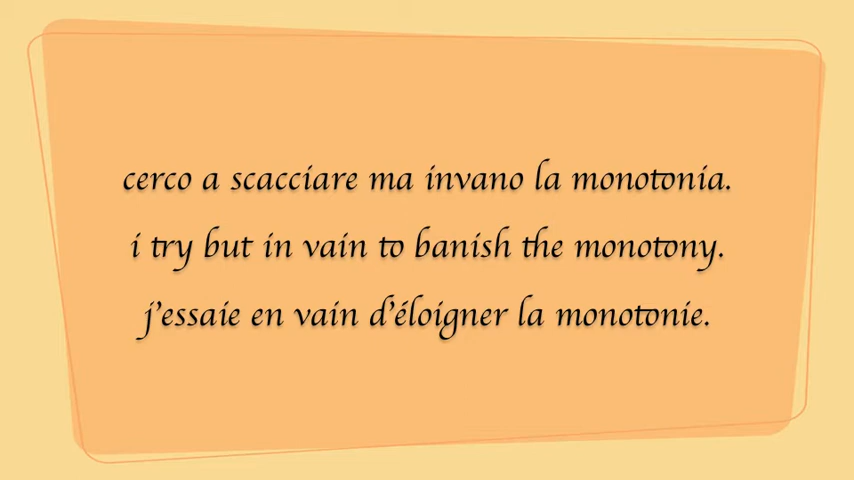 cerco a scacciare ma invano la monotonia.
i try but in vain to banish the monotony.
j'essaie en vain d'éloigner la monotonie.